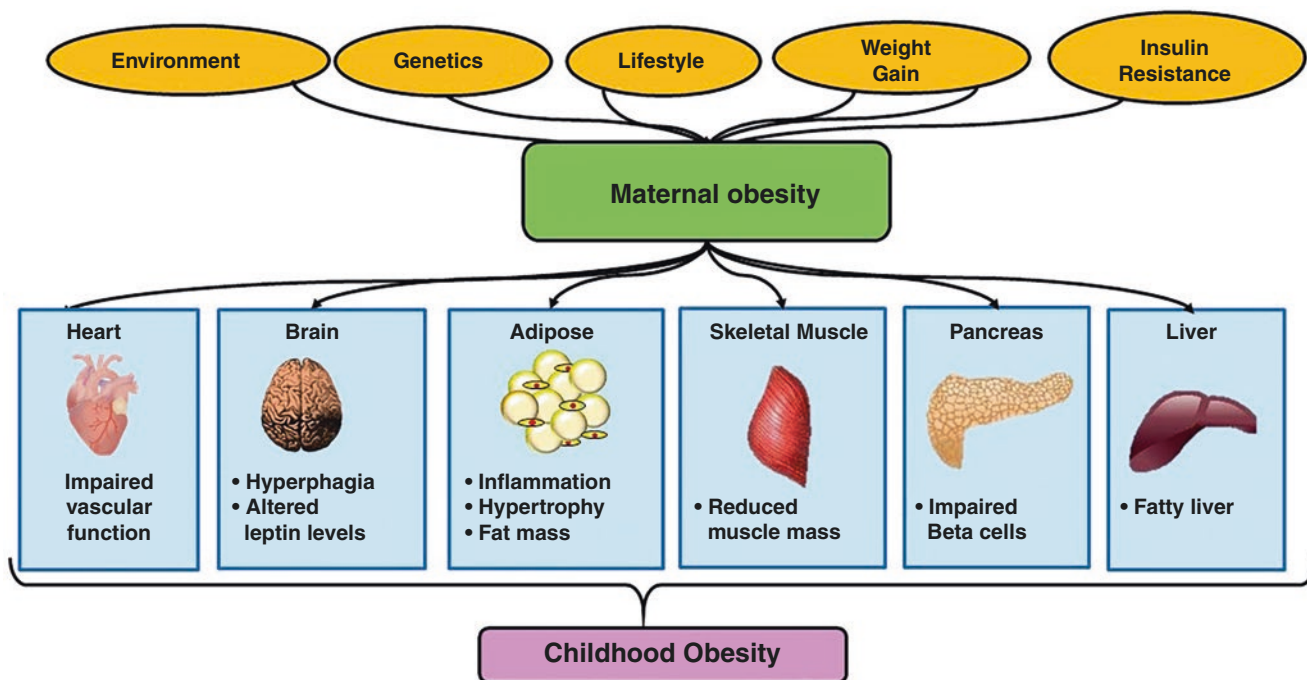 Environment
Genetics
Lifestyle
Weight
Gain
Insulin
Resistance
Maternal obesity
Heart
Impaired
vascular
function
Brain
• Hyperphagia
• Altered
leptin levels
Adipose
• Inflammation
• Hypertrophy
• Fat mass
Skeletal Muscle
• Reduced
muscle mass
Pancreas
• Impaired
Beta cells
Liver
• Fatty liver
Childhood Obesity